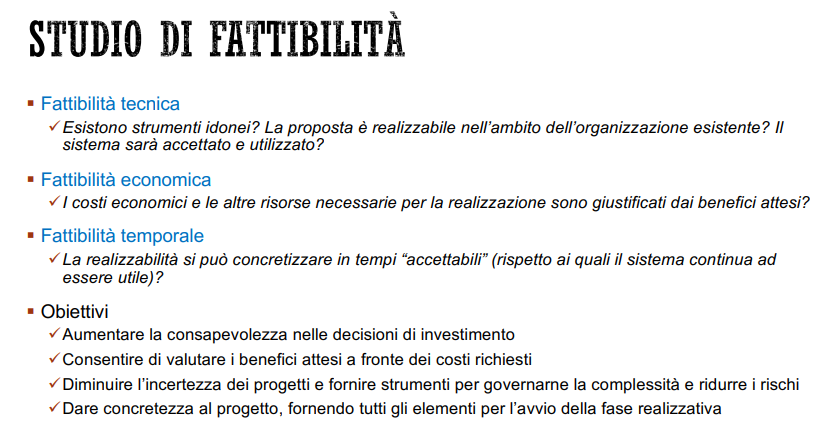 STUDIO DI FATTIBILITÀ
▪ Fattibilità tecnica
✓Esistono strumenti idonei? La proposta è realizzabile nell'ambito dell'organizzazione esistente? Il
sistema sarà accettato e utilizzato?
▪ Fattibilità economica
✓I costi economici e le altre risorse necessarie per la realizzazione sono giustificati dai benefici attesi?
▪ Fattibilità temporale
✓La realizzabilità si può concretizzare in tempi “accettabili” (rispetto ai quali il sistema continua ad
essere utile)?
▪ Obiettivi
✓Aumentare la consapevolezza nelle decisioni di investimento
✓Consentire di valutare i benefici attesi a fronte dei costi richiesti
✓Diminuire l'incertezza dei progetti e fornire strumenti per governarne la complessità e ridurre i rischi
✓Dare concretezza al progetto, fornendo tutti gli elementi per l'avvio della fase realizzativa